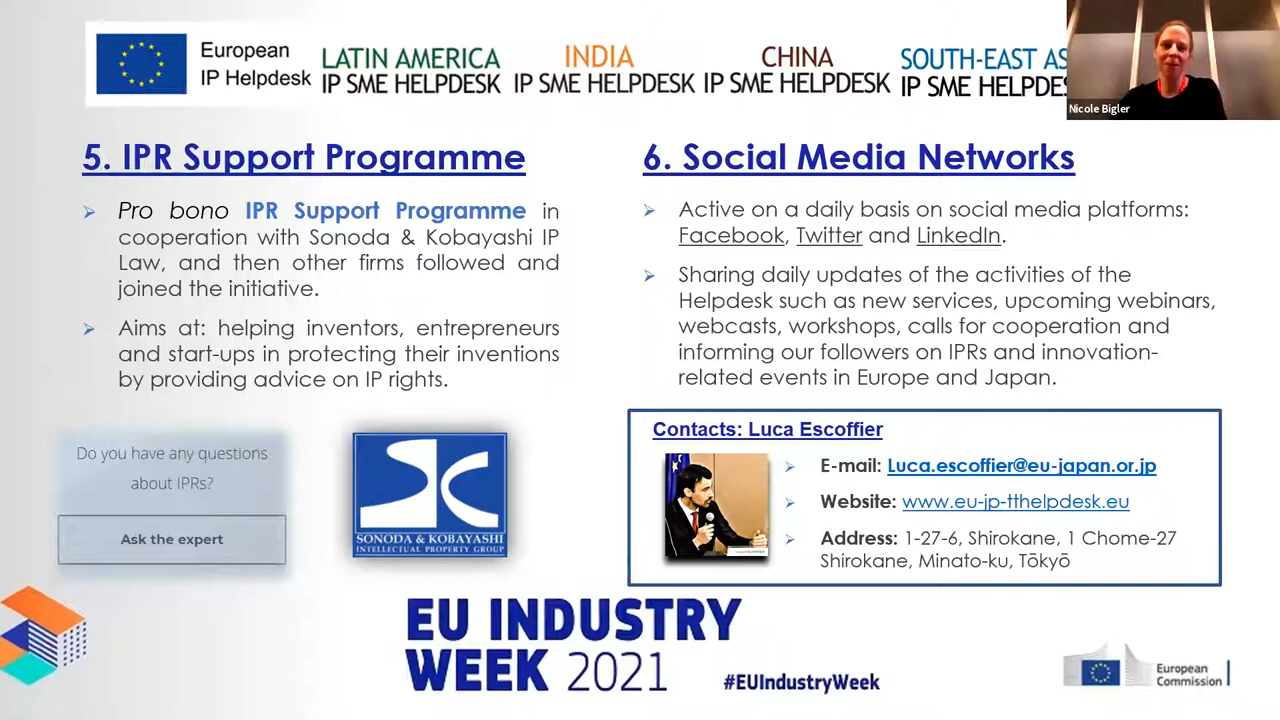 European
IP Helpdesk
LATIN AMERICA
IP SME HELPDESK
INDIA
IP SME HELPDESK
CHINA
IP SME HELPDESK
SOUTH-EAST AS
IP SME HELPDES
Nicole Bigler
5. IPR Support Programme
Pro bono IPR Support Programme in
cooperation with Sonoda & Kobayashi IP
Law, and then other firms followed and
joined the initiative.
Aims at: helping inventors, entrepreneurs
and start-ups in protecting their inventions
by providing advice on IP rights.
Do you have any questions
about IPRs?
Ask the expert
SONODA & KOBAYASHI
INTELLECTUAL PROPERTY GROUP
6. Social Media Networks
Active on a daily basis on social media platforms:
Facebook, Twitter and LinkedIn.
Sharing daily updates of the activities of the
Helpdesk such as new services, upcoming webinars,
webcasts, workshops, calls for cooperation and
informing our followers on IPRs and innovation-
related events in Europe and Japan.
Contacts: Luca Escoffier
E-mail: Luca.escoffier@eu-japan.or.jp
Website: www.eu-jp-tthelpdesk.eu
Address: 1-27-6, Shirokane, 1 Chome-27
Shirokane, Minato-ku, Tōkyō
EU INDUSTRY
WEEK 2021
#EUIndustryWeek
European
Commission